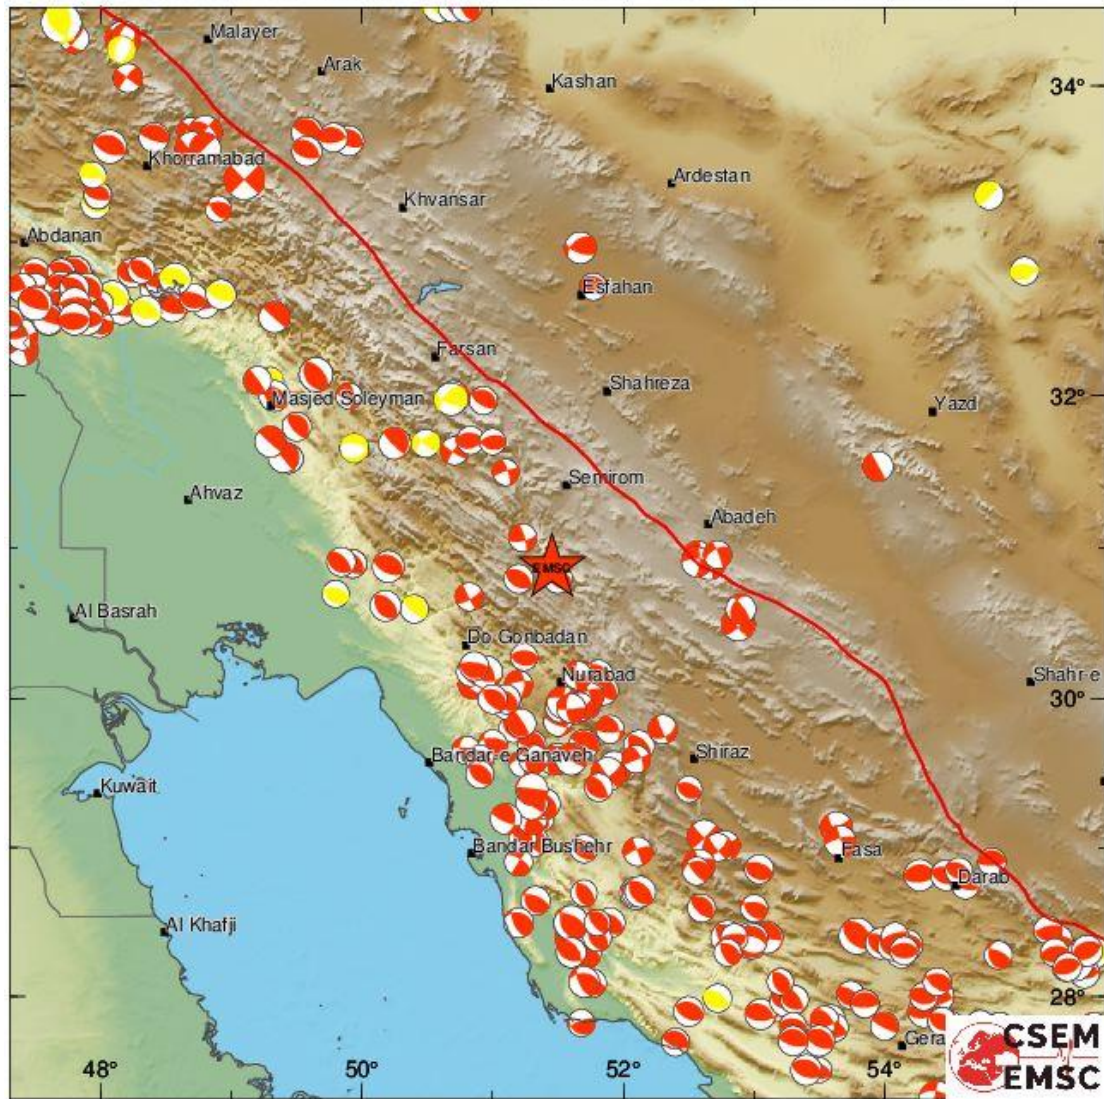 Malayer
Arak
Kashan
34°
Khorramabad
Ardestan
Khvansar
Abdanan
Esfahan
Farsan
Shahreza
32°
Masjed Soleyman
Yazd
Semirom
Ahvaz
Abadeh
EMSC
Al Basrah
Do Gonbadan
Nurabad
Shahr-e
30°
Shiraz
Bandar-e Ganaveh
Kuwait
Bandar Bushehr
Fasa
Darab
Al Khafji
28°
Gera
CSEM
EMSC
48°
50°
52°
54°